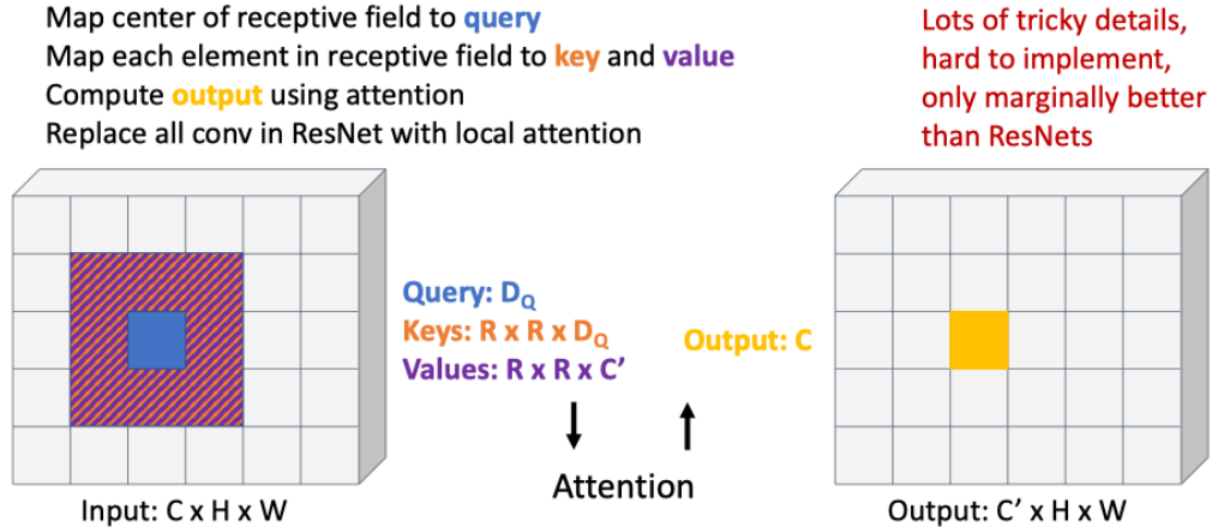 Map center of receptive field to query
Map each element in receptive field to key and value
Compute output using attention
Replace all conv in ResNet with local attention
Lots of tricky details,
hard to implement,
only marginally better
than ResNets
Query: D_Q
Keys: R x R x D_Q
Values: R x R x C’
Output: C
Attention
Input: C x H x W
Output: C’ x H x W